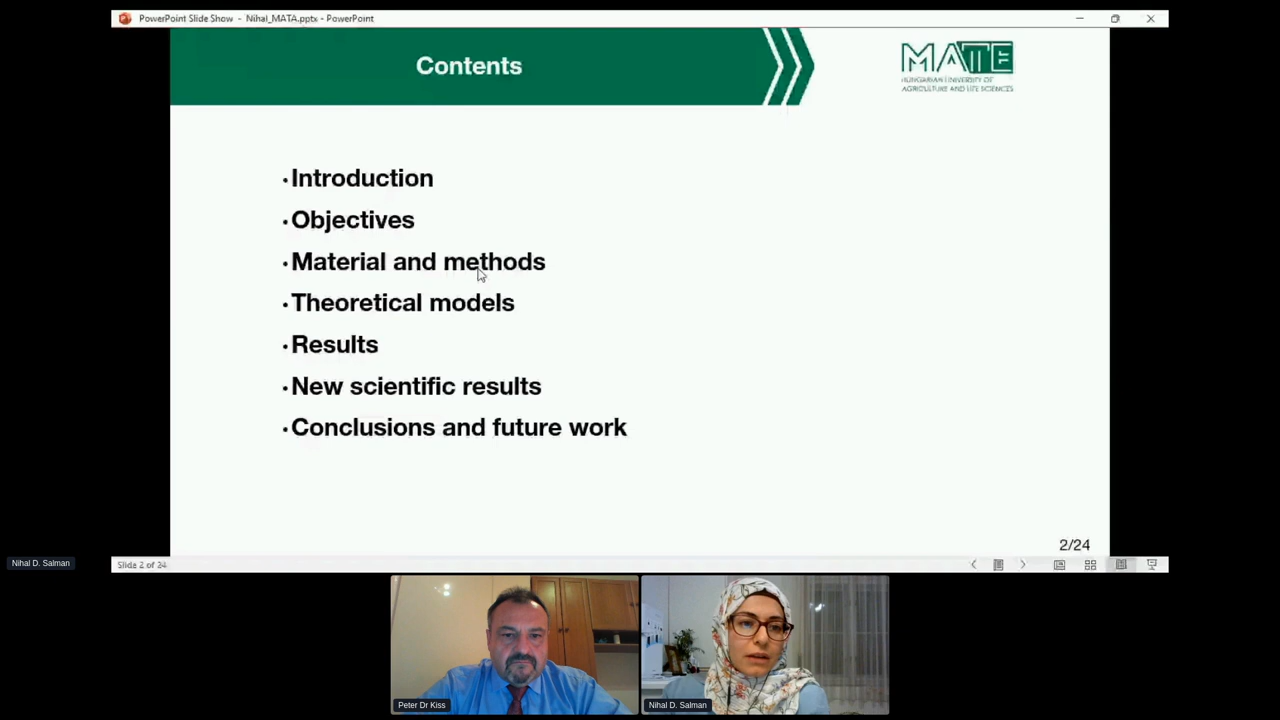 PowerPoint Slide Show - Nihal_MATA.pptx - PowerPoint
Contents
MATE
HUNGARIAN UNIVERSITY OF
AGRICULTURE AND LIFE SCIENCES
• Introduction
• Objectives
• Material and methods
• Theoretical models
• Results
• New scientific results
• Conclusions and future work
2/24
Nihal D. Salman
Slide 2 of 24
Peter Dr Kiss
Nihal D. Salman